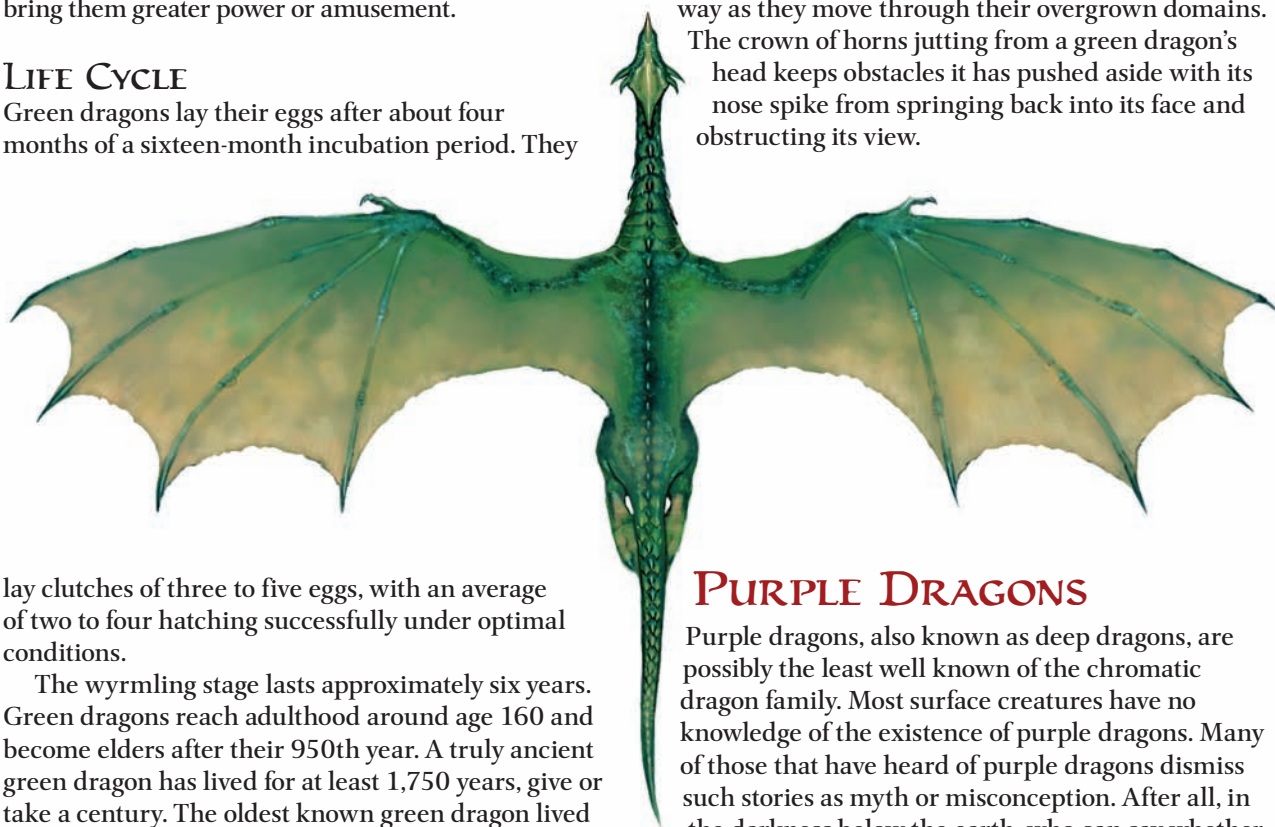 bring them greater power or amusement.
Life Cycle
Green dragons lay their eggs after about four
months of a sixteen-month incubation period. They
lay clutches of three to five eggs, with an average
of two to four hatching successfully under optimal
conditions.
The wyrmling stage lasts approximately six years.
Green dragons reach adulthood around age 160 and
become elders after their 950th year. A truly ancient
green dragon has lived for at least 1,750 years, give or
take a century. The oldest known green dragon lived
way as they move through their overgrown domains.
The crown of horns jutting from a green dragon’s
head keeps obstacles it has pushed aside with its
nose spike from springing back into its face and
obstructing its view.
Purple Dragons
Purple dragons, also known as deep dragons, are
possibly the least well known of the chromatic
dragon family. Most surface creatures have no
knowledge of the existence of purple dragons. Many
of those that have heard of purple dragons dismiss
such stories as myth or misconception. After all, in
the darkness below the earth, who can say whether